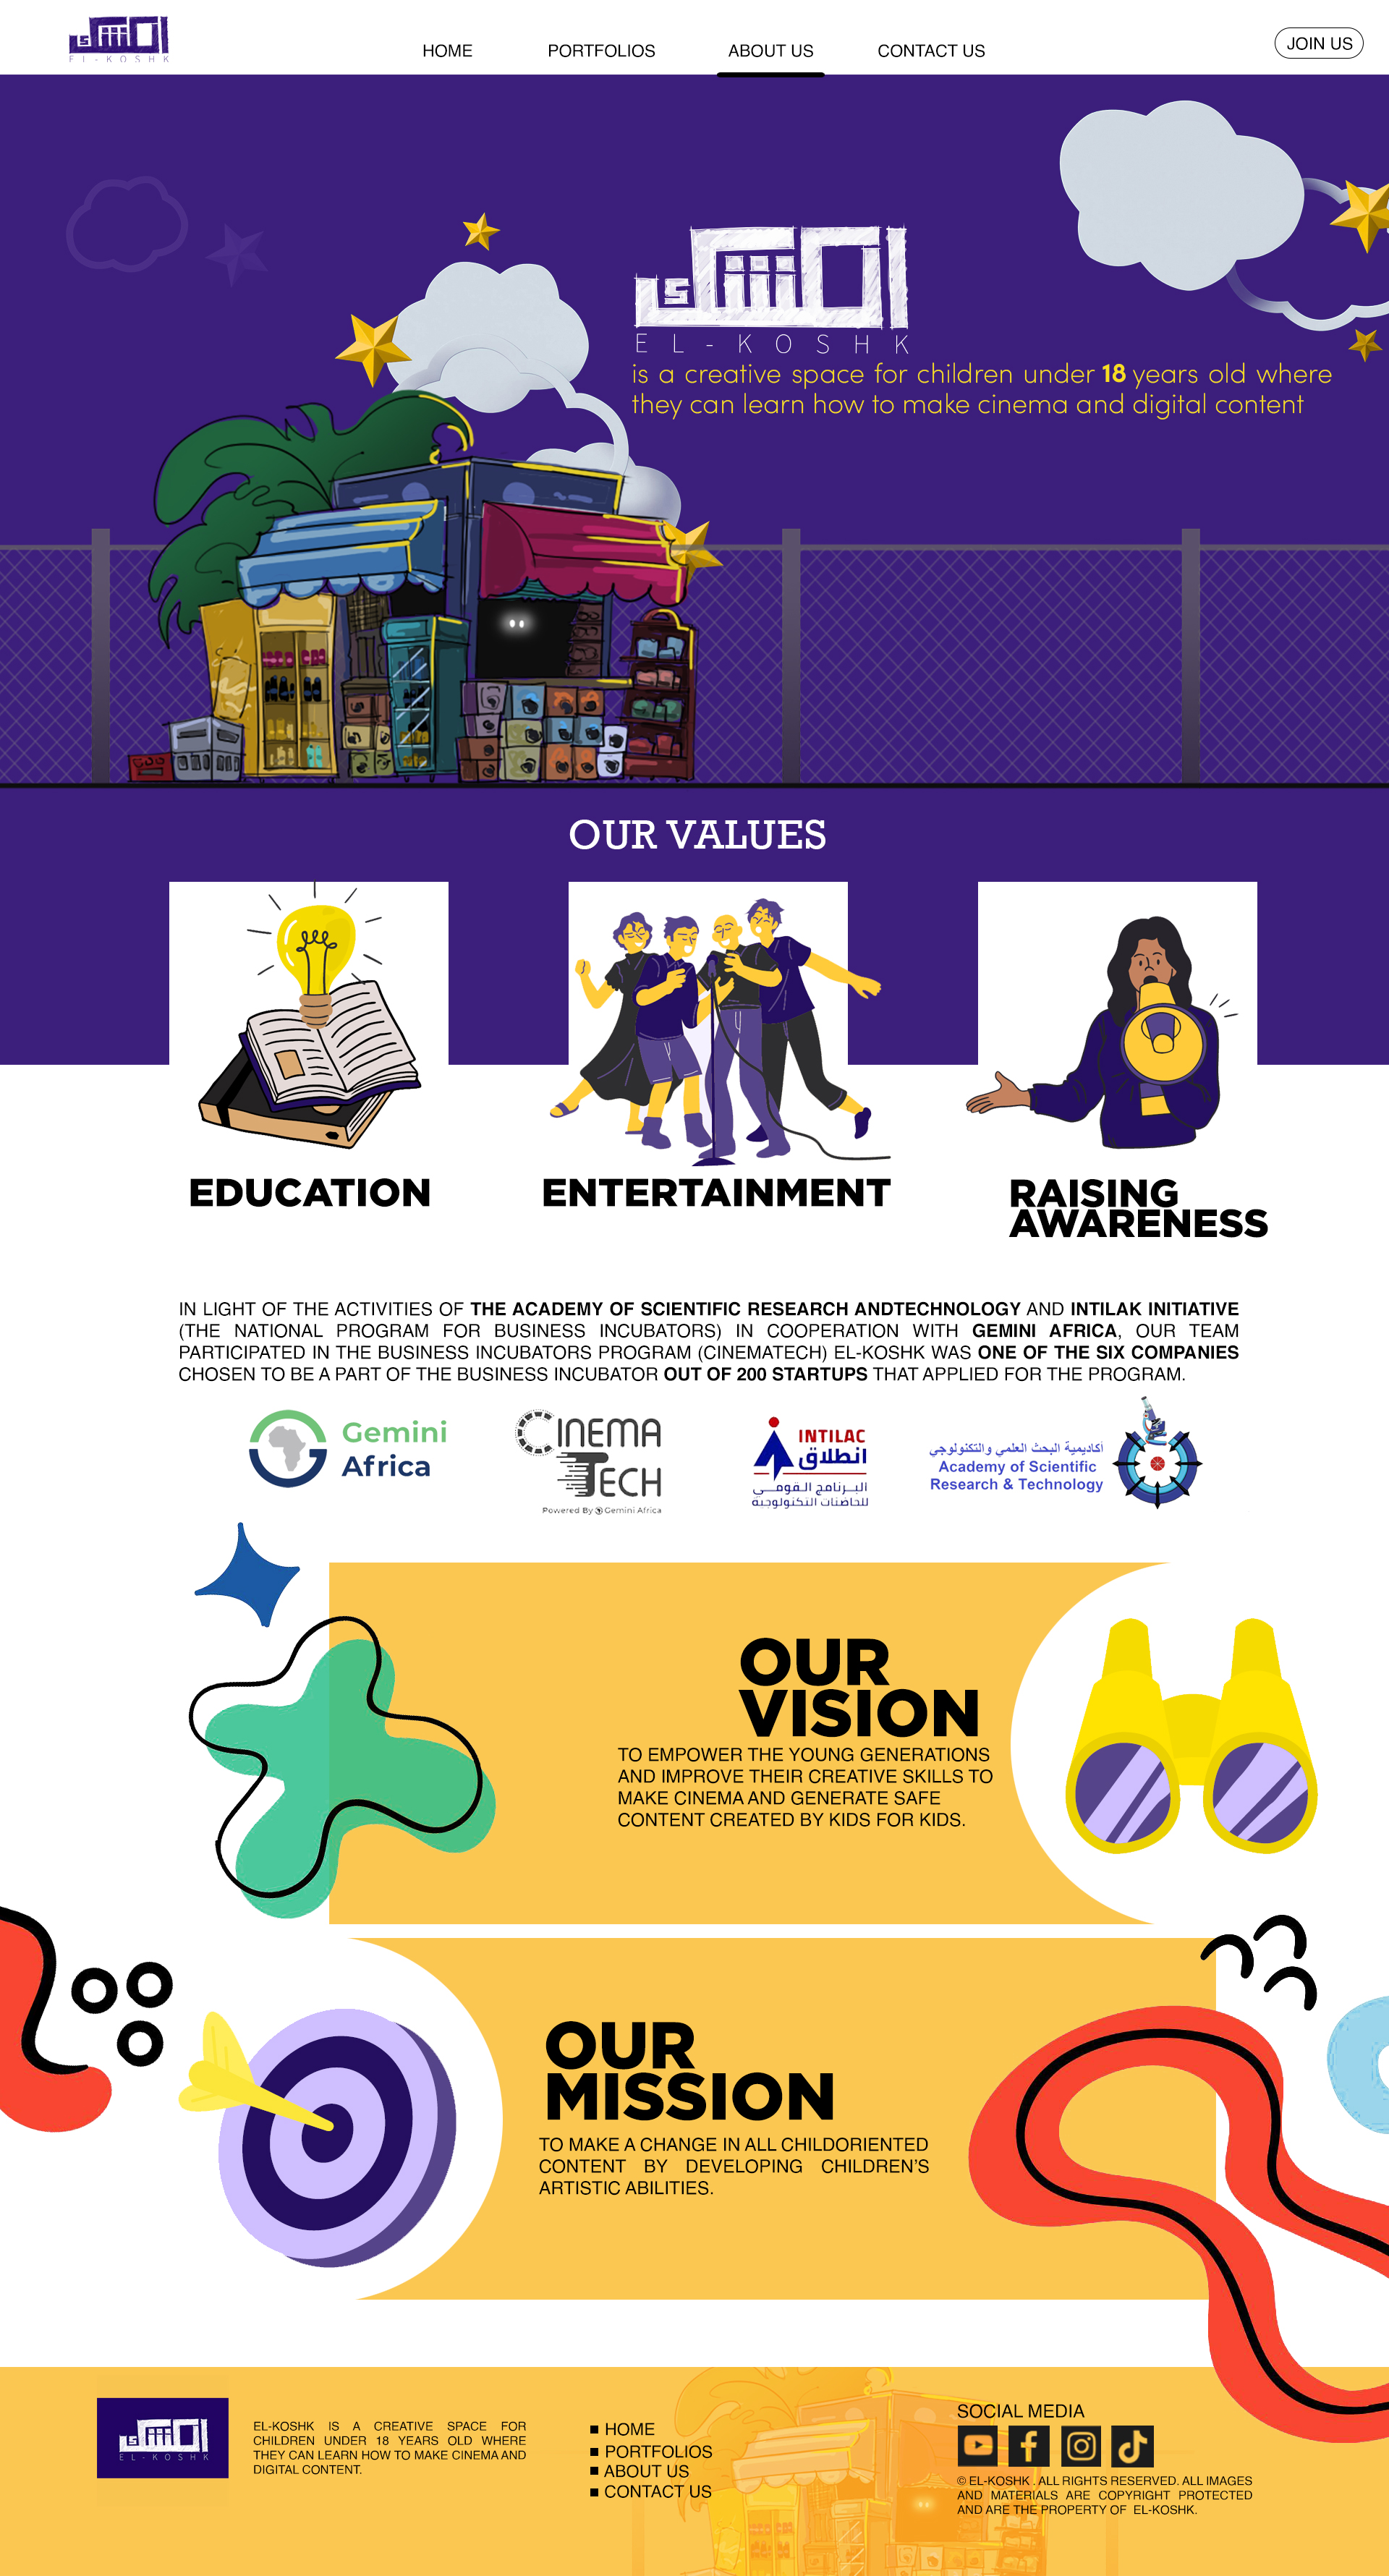 الكشك
EL-KOSHK
HOME
PORTFOLIOS
ABOUT US
CONTACT US
JOIN US
الكشك
EL-KOSHK
is a creative space for children under 18 years old where
they can learn how to make cinema and digital content
OUR VALUES
EDUCATION
ENTERTAINMENT
RAISING
AWARENESS
IN LIGHT OF THE ACTIVITIES OF THE ACADEMY OF SCIENTIFIC RESEARCH ANDTECHNOLOGY AND INTILAK INITIATIVE
(THE NATIONAL PROGRAM FOR BUSINESS INCUBATORS) IN COOPERATION WITH GEMINI AFRICA, OUR TEAM
PARTICIPATED IN THE BUSINESS INCUBATORS PROGRAM (CINEMATECH) EL-KOSHK WAS ONE OF THE SIX COMPANIES
CHOSEN TO BE A PART OF THE BUSINESS INCUBATOR OUT OF 200 STARTUPS THAT APPLIED FOR THE PROGRAM.
Gemini
Africa
CINEMA
TECH
Powered By Gemini Africa
INTILAC
انطلاق
البرنامج القومي
للحاضنات التكنولوجية
أكاديمية البحث العلمي والتكنولوجي
Academy of Scientific
Research & Technology
OUR
VISION
TO EMPOWER THE YOUNG GENERATIONS
AND IMPROVE THEIR CREATIVE SKILLS TO
MAKE CINEMA AND GENERATE SAFE
CONTENT CREATED BY KIDS FOR KIDS.
OUR
MISSION
TO MAKE A CHANGE IN ALL CHILDORIENTED
CONTENT BY DEVELOPING CHILDREN'S
ARTISTIC ABILITIES.
الكشك
EL-KOSHK
EL-KOSHK IS A CREATIVE SPACE FOR
CHILDREN UNDER 18 YEARS OLD WHERE
THEY CAN LEARN HOW TO MAKE CINEMA AND
DIGITAL CONTENT.
HOME
PORTFOLIOS
ABOUT US
CONTACT US
SOCIAL MEDIA
© EL-KOSHK . ALL RIGHTS RESERVED. ALL IMAGES
AND MATERIALS ARE COPYRIGHT PROTECTED
AND ARE THE PROPERTY OF EL-KOSHK.